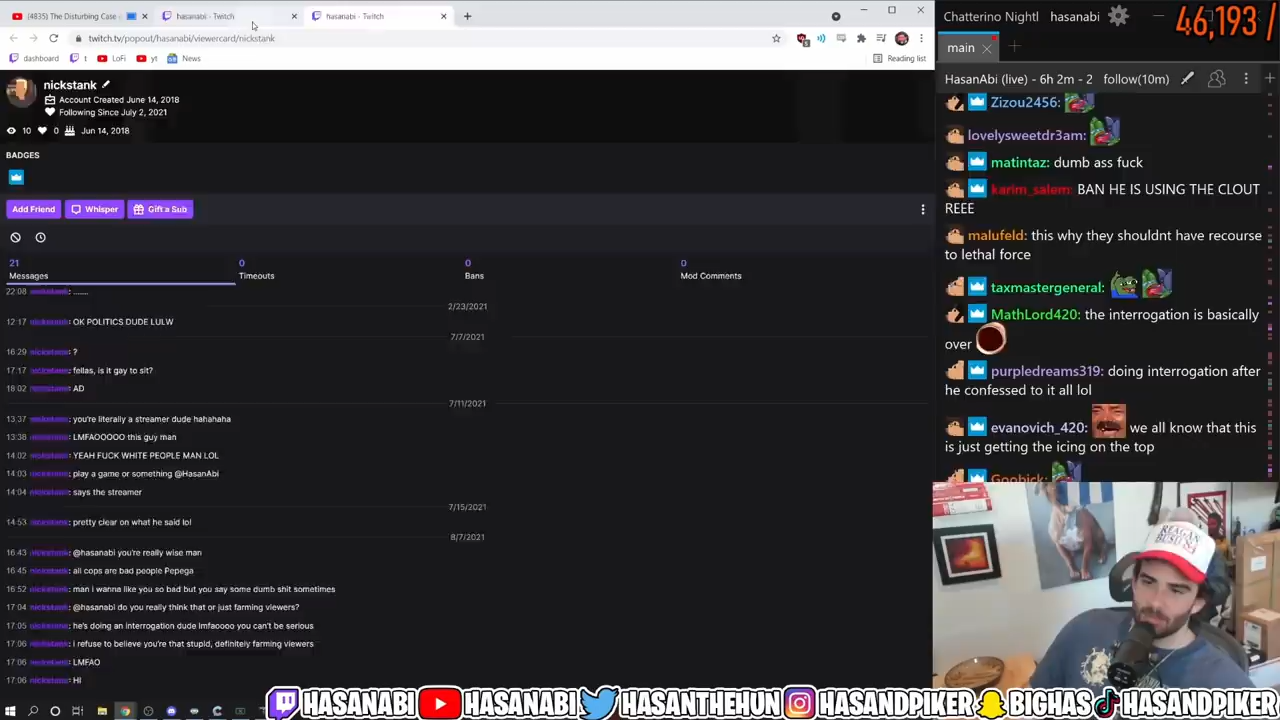 (4835) The Disturbing Case
hasanabi - Twitch
hasanabi - Twitch
twitch.tv/popout/hasanabi/viewercard/nickstank
dashboard
t
LoFi
yt
News
Reading list
nickstank
Account Created June 14, 2018
Following Since July 2, 2021
10 0 Jun 14, 2018
BADGES
Add Friend
Whisper
Gift a Sub
21
Messages
0
Timeouts
0
Bans
0
Mod Comments
22:08 nickstank: .......
2/23/2021
12:17 nickstank: OK POLITICS DUDE LULW
7/7/2021
16:29 nickstank: ?
17:17 nickstank: fellas, is it gay to sit?
18:02 nickstank: AD
7/11/2021
13:37 nickstank: you're literally a streamer dude hahahaha
13:38 nickstank: LMFAOOOOO this guy man
14:02 nickstank: YEAH FUCK WHITE PEOPLE MAN LOL
14:03 nickstank: play a game or something @HasanAbi
14:04 nickstank: says the streamer
7/15/2021
14:53 nickstank: pretty clear on what he said lol
8/7/2021
16:43 nickstank: @hasanabi you're really wise man
16:45 nickstank: all cops are bad people Pepega
16:52 nickstank: man i wanna like you so bad but you say some dumb shit sometimes
17:04 nickstank: @hasanabi do you really think that or just farming viewers?
17:05 nickstank: he's doing an interrogation dude lmfaoooo you can't be serious
17:06 nickstank: i refuse to believe you're that stupid, definitely farming viewers
17:06 nickstank: LMFAO
17:06 nickstank: HI
Chatterino Nightl hasanabi
46,193 /
main
HasanAbi (live) - 6h 2m - 2 follow(10m)
Zizou2456:
lovelysweetdr3am:
matintaz: dumb ass fuck
karim_salem: BAN HE IS USING THE CLOUT
REEE
malufeld: this why they shouldnt have recourse
to lethal force
taxmastergeneral:
MathLord420: the interrogation is basically
over
purpledreams319: doing interrogation after
he confessed to it all lol
evanovich_420: we all know that this
is just getting the icing on the top
Goobick:
HASANABI HASANABI HASANTHEHUN HASANDPIKER BIGHAS HASANDPIKER